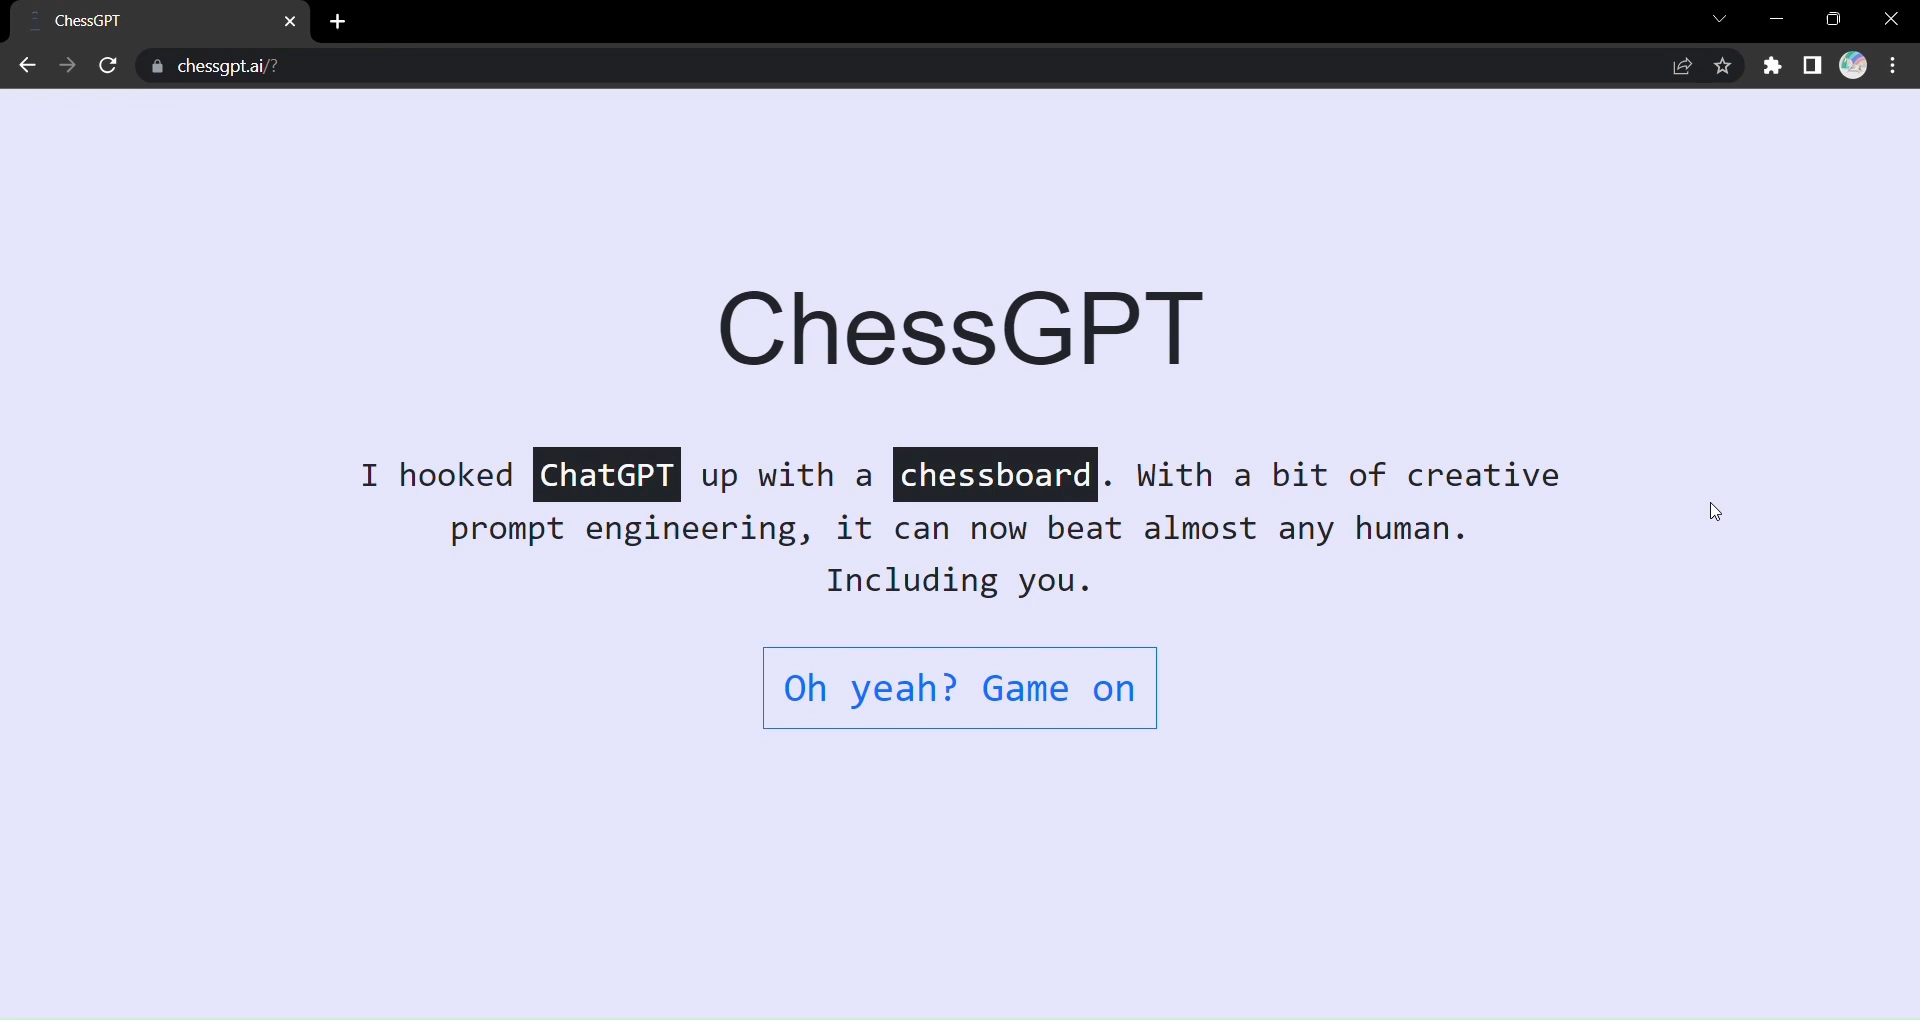 ChessGPT
chessgpt.ai/?
ChessGPT
I hooked ChatGPT up with a chessboard. With a bit of creative
prompt engineering, it can now beat almost any human.
Including you.
Oh yeah? Game on